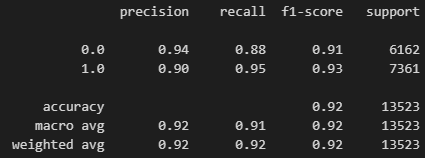 precision recall f1-score support
0.0 0.94 0.88 0.91 6162
1.0 0.90 0.95 0.93 7361
accuracy 0.92 13523
macro avg 0.92 0.91 0.92 13523
weighted avg 0.92 0.92 0.92 13523